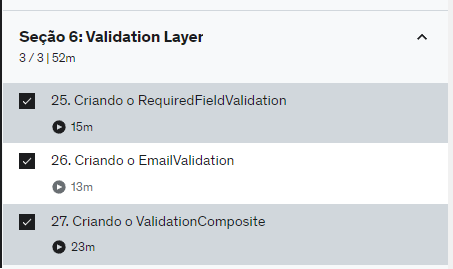 Seção 6: Validation Layer
3 / 3 | 52m
25. Criando o RequiredFieldValidation
15m
26. Criando o EmailValidation
13m
27. Criando o ValidationComposite
23m